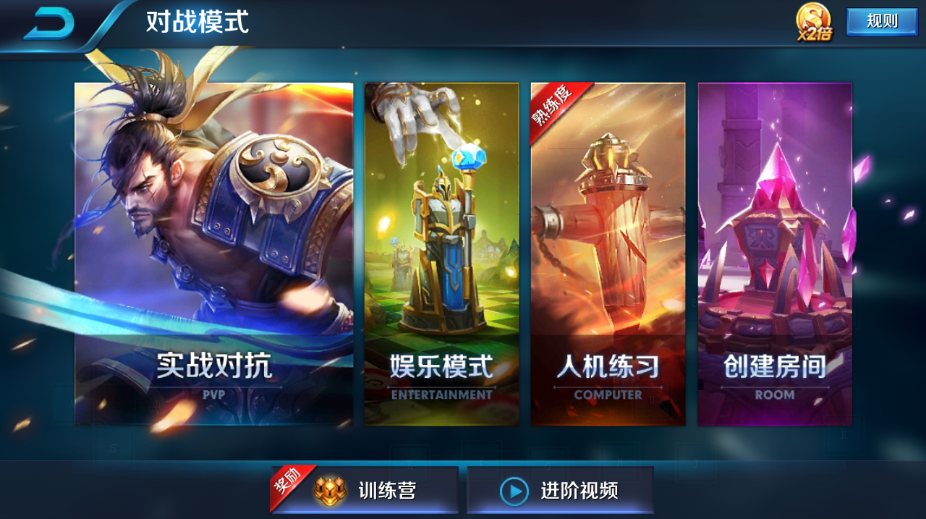 对战模式
S
x2倍
规则
实战对抗
PVP
娱乐模式
ENTERTAINMENT
熟练度
人机练习
COMPUTER
创建房间
ROOM
奖励
训练营
进阶视频